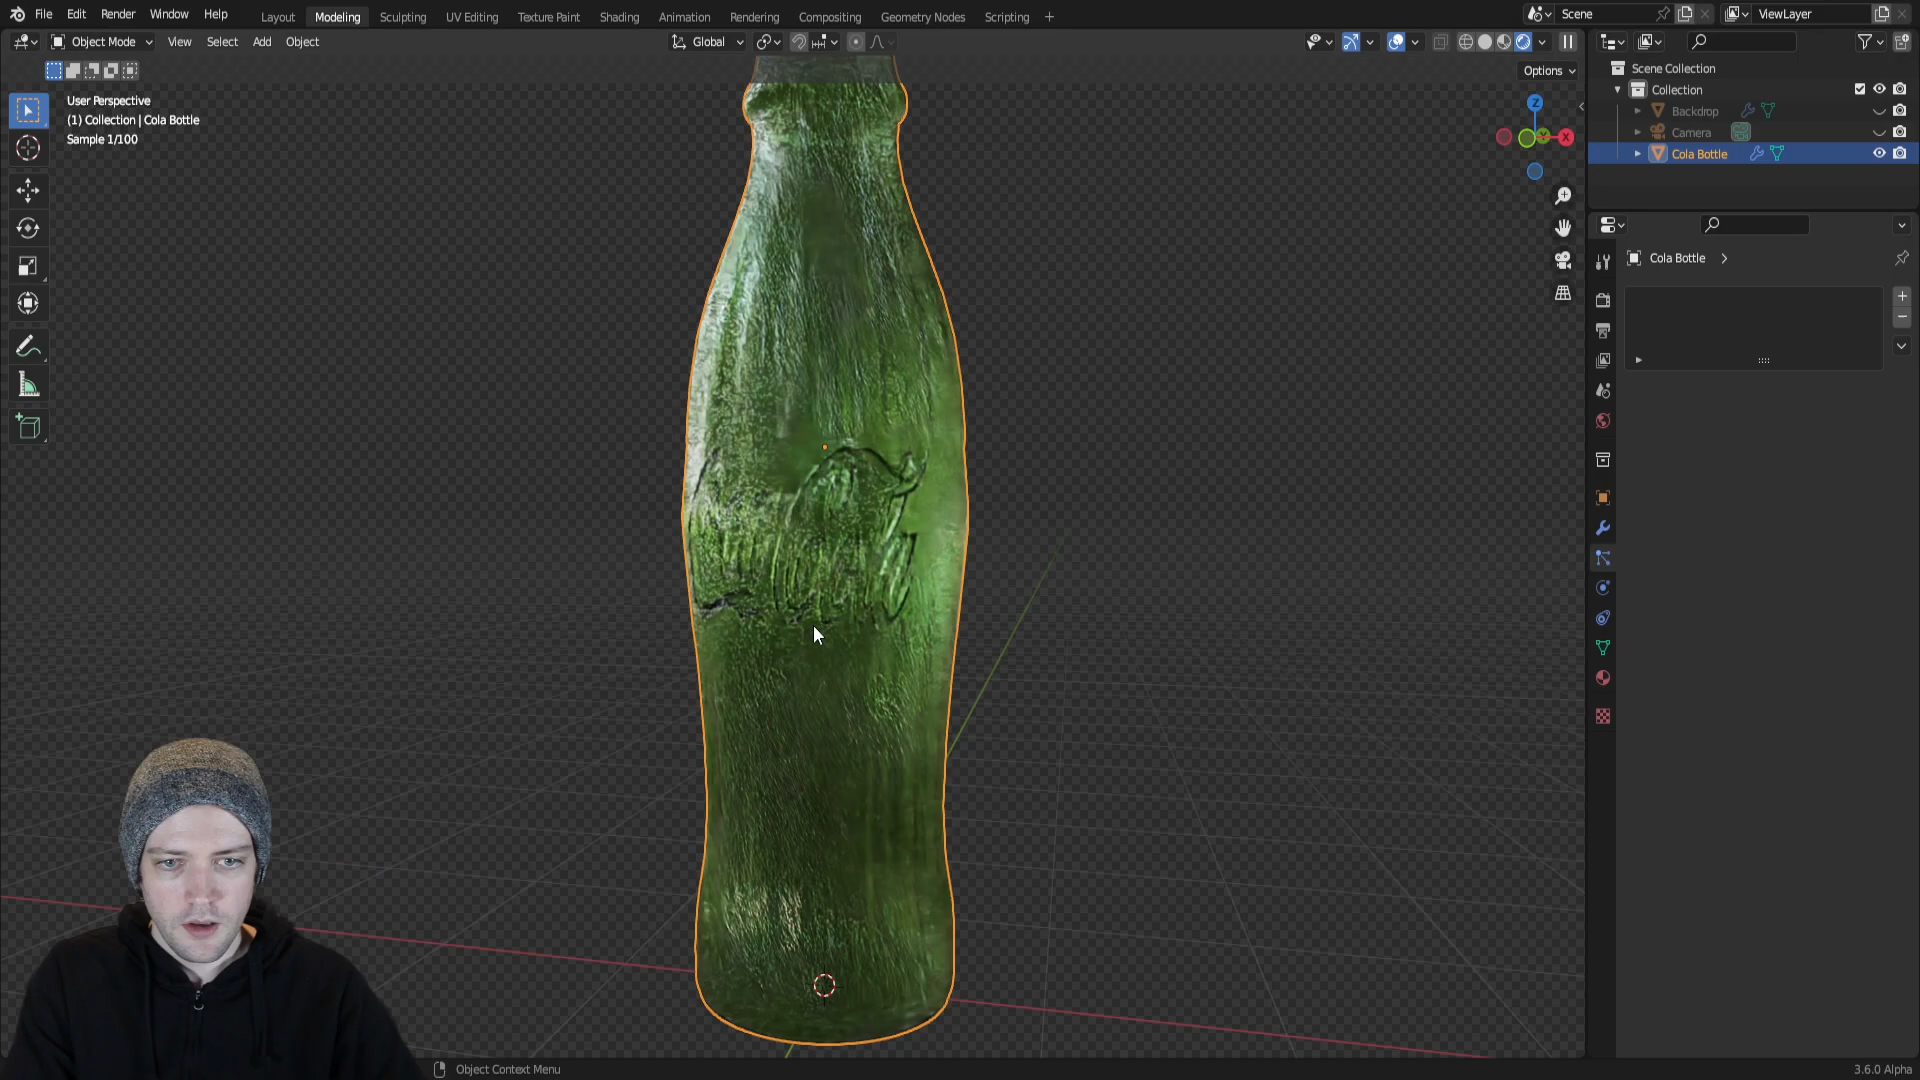 File Edit Render Window Help Layout Modeling Sculpting UV Editing Texture Paint Shading Animation Rendering Compositing Geometry Nodes Scripting + Scene ViewLayer
Object Mode View Select Add Object Global
Options
User Perspective
(1) Collection | Cola Bottle
Sample 1/100
Z
X
Scene Collection
Collection
Backdrop
Camera
Cola Bottle
Cola Bottle
Object Context Menu
3.6.0 Alpha